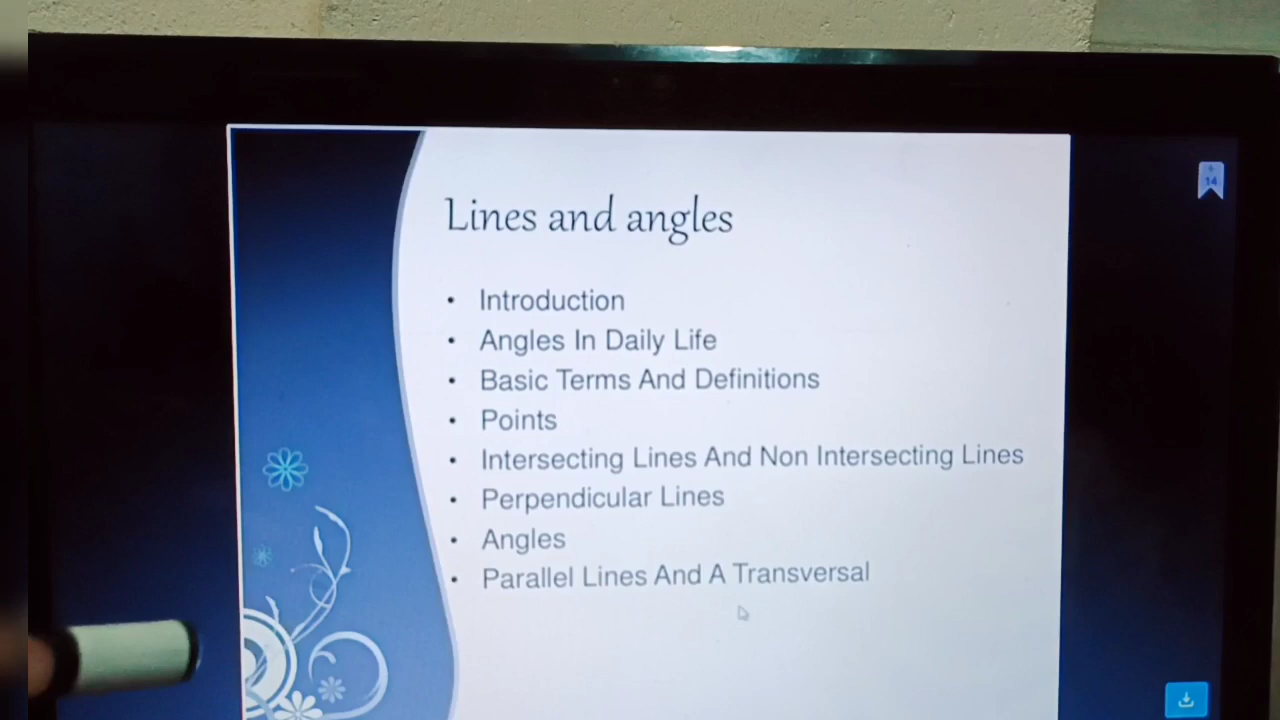 Lines and angles
• Introduction
• Angles In Daily Life
• Basic Terms And Definitions
• Points
• Intersecting Lines And Non Intersecting Lines
• Perpendicular Lines
• Angles
• Parallel Lines And A Transversal
14